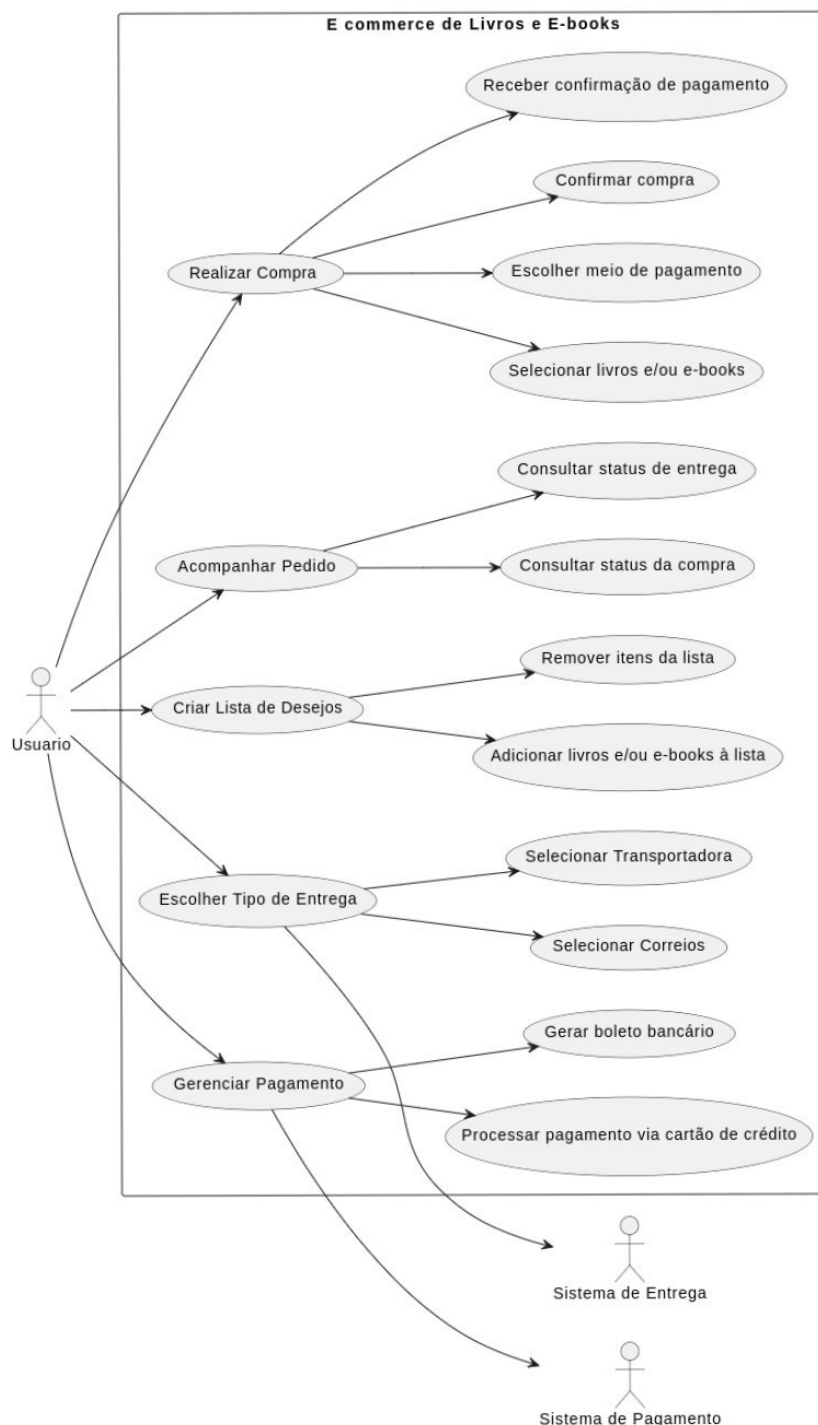 E commerce de Livros e E-books
Receber confirmação de pagamento
Confirmar compra
Realizar Compra
Escolher meio de pagamento
Selecionar livros e/ou e-books
Consultar status de entrega
Acompanhar Pedido
Consultar status da compra
Remover itens da lista
Criar Lista de Desejos
Usuario
Adicionar livros e/ou e-books à lista
Selecionar Transportadora
Escolher Tipo de Entrega
Selecionar Correios
Gerar boleto bancário
Gerenciar Pagamento
Processar pagamento via cartão de crédito
Sistema de Entrega
Sistema de Pagamento